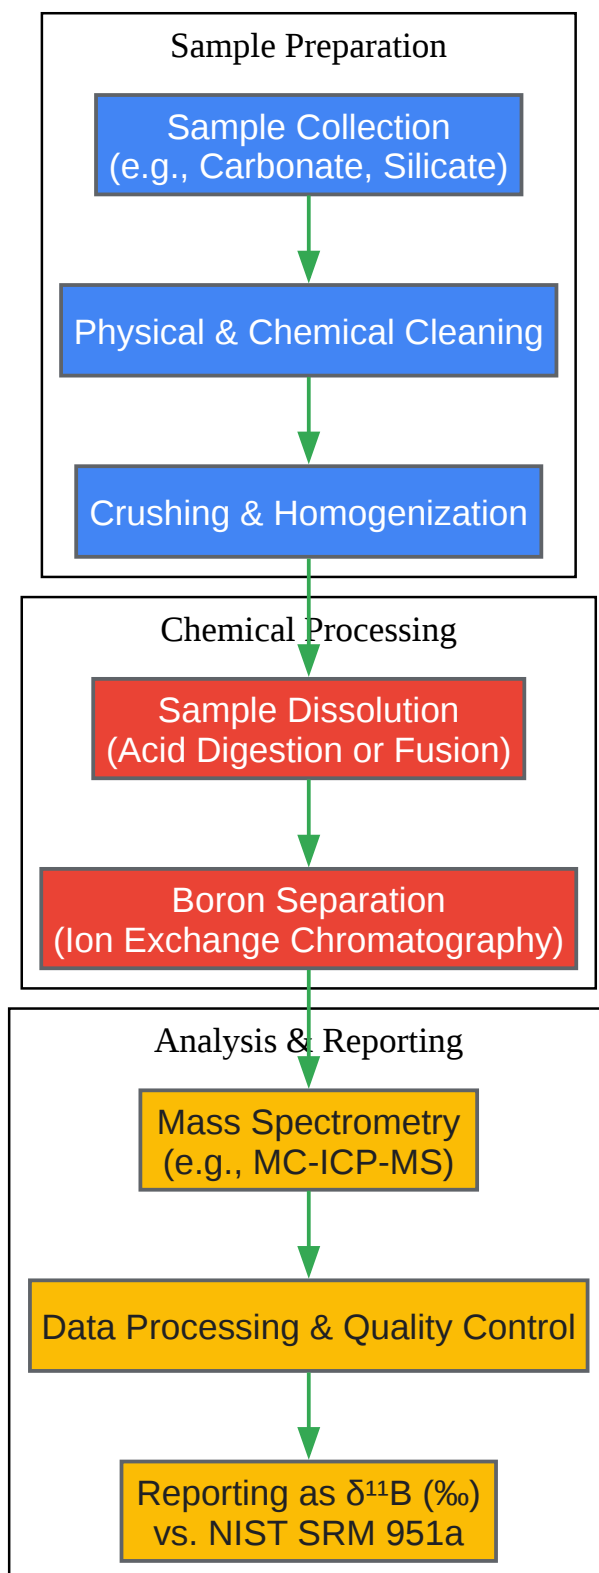 Sample Preparation
Sample Collection
(e.g., Carbonate, Silicate)
Physical & Chemical Cleaning
Crushing & Homogenization
Chemical Processing
Sample Dissolution
(Acid Digestion or Fusion)
Boron Separation
(Ion Exchange Chromatography)
Analysis & Reporting
Mass Spectrometry
(e.g., MC-ICP-MS)
Data Processing & Quality Control
Reporting as δ¹¹B (‰)
vs. NIST SRM 951a